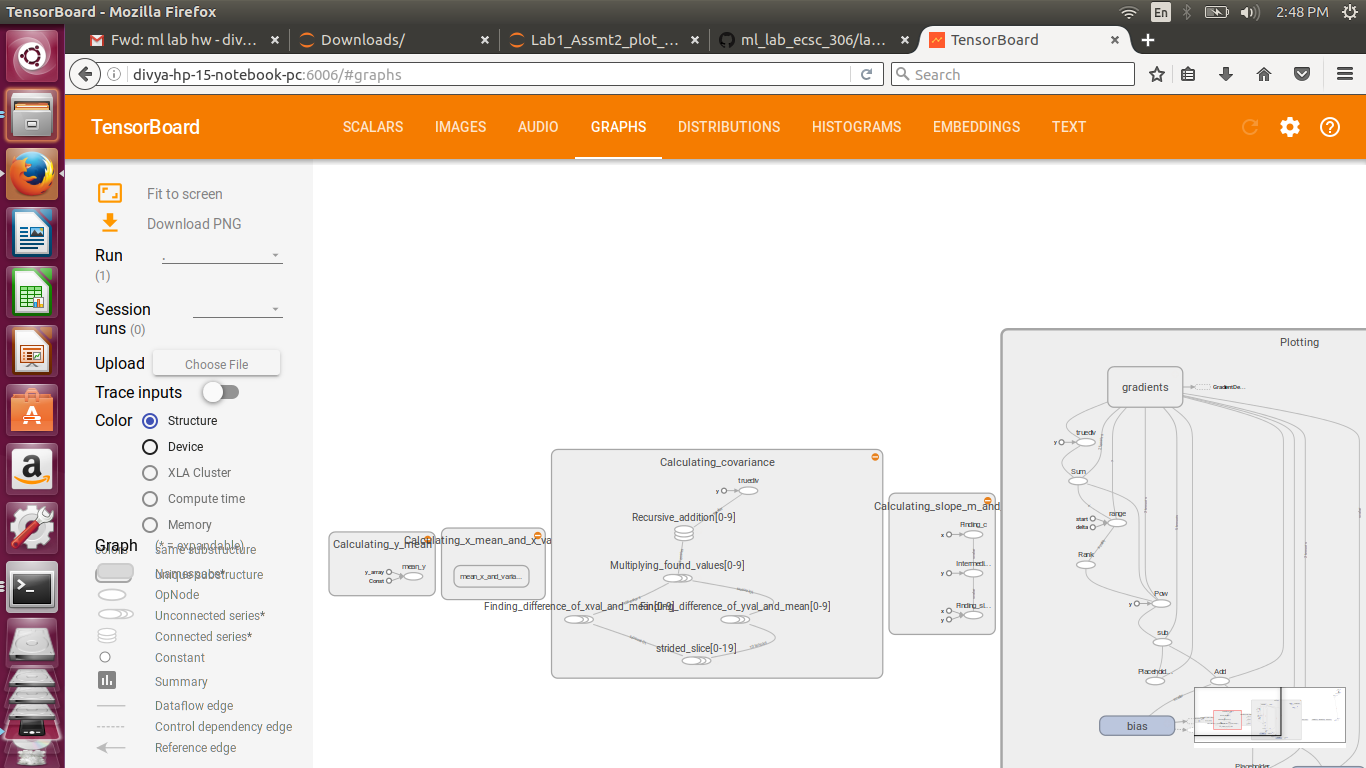 TensorBoard - Mozilla Firefox
En
2:48 PM
Fwd: ml lab hw - div...
Downloads/
Lab1_Assmt2_plot_...
ml_lab_ecsc_306/la...
TensorBoard
divya-hp-15-notebook-pc:6006/#graphs
Search
TensorBoard
SCALARS
IMAGES
AUDIO
GRAPHS
DISTRIBUTIONS
HISTOGRAMS
EMBEDDINGS
TEXT
Fit to screen
Download PNG
Run
(1)
.
Session
runs (0)
Upload
Choose File
Trace inputs
Color
Structure
Device
XLA Cluster
Compute time
Memory
Graph
(* = expandable)
colors
same substructure
Namespace*
unique substructure
OpNode
Unconnected series*
Connected series*
Constant
Summary
Dataflow edge
Control dependency edge
Reference edge
Calculating_y_mean
y_array
Const
mean_y
Calculating_x_mean_and_x_va
mean_x_and_varia...
Calculating_covariance
truediv
y
Recursive_addition[0-9]
Multiplying_found_values[0-9]
Finding_difference_of_xval_and_mean[0-9]
Finding_difference_of_yval_and_mean[0-9]
strided_slice[0-19]
Calculating_slope_m_and_
Finding_c
x
Intermedi...
y
Finding_sl...
x
y
Plotting
gradients
GradientDe...
truediv
y
Sum
range
start
delta
Rank
Pow
y
sub
Placehold...
Add
bias
Placeholder